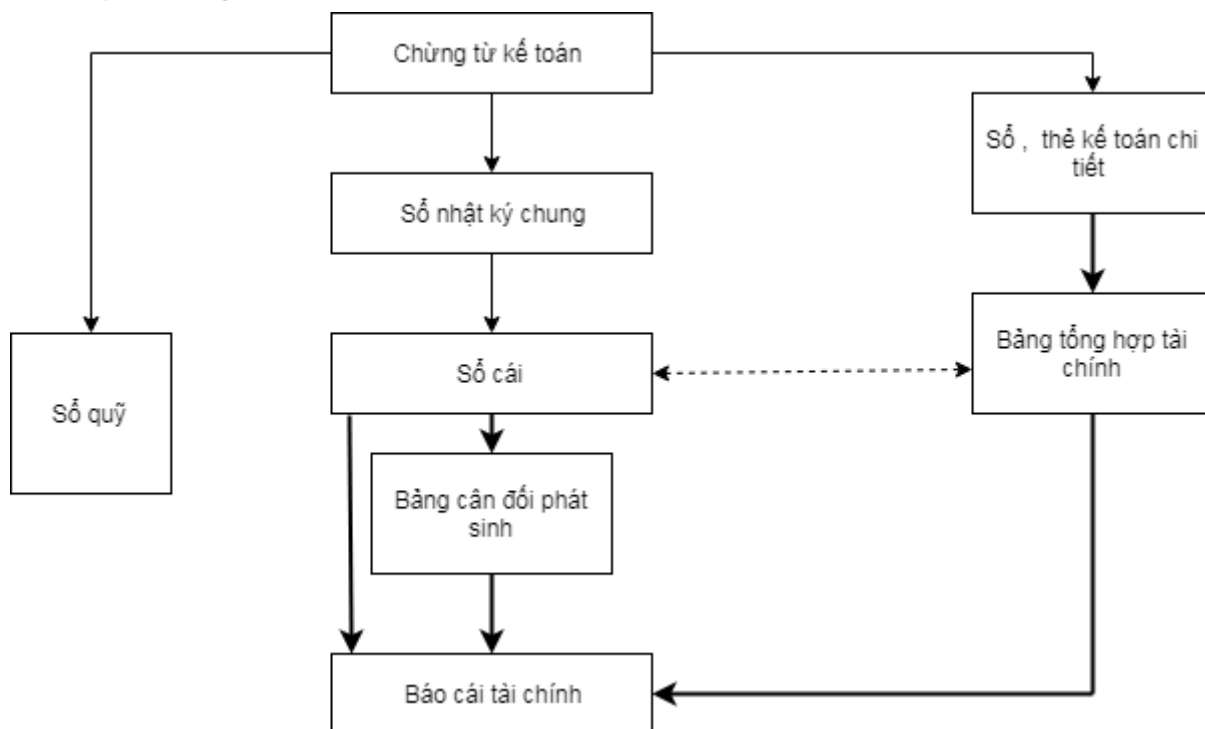 Chừng từ kế toán
Sổ , thẻ kế toán chi
tiết
Sổ nhật ký chung
Bảng tổng hợp tài
chính
Sổ cái
Sổ quỹ
Bảng cân đối phát
sinh
Báo cái tài chính